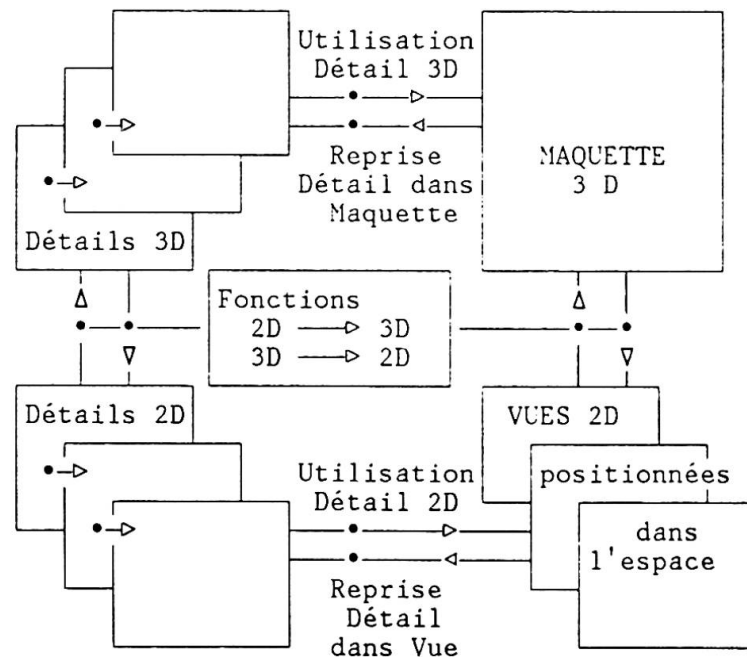 Utilisation
Détail 3D
Reprise
Détail dans
Maquette
MAQUETTE
3 D
Détails 3D
Fonctions
2D 3D
3D 2D
Détails 2D
VUES 2D
positionnées
dans
l'espace
Utilisation
Détail 2D
Reprise
Détail
dans Vue